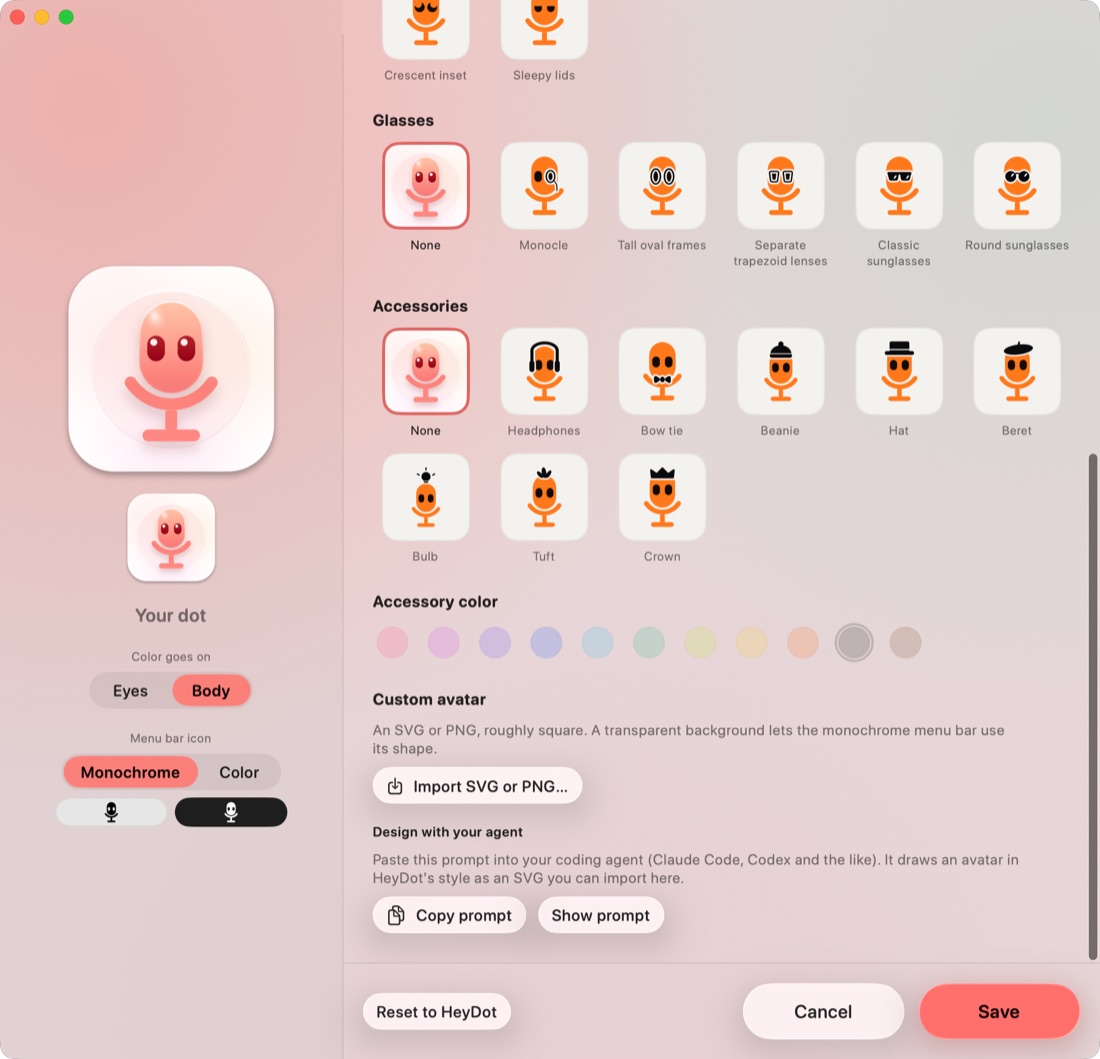 Crescent inset
Sleepy lids
Glasses
None
Monocle
Tall oval frames
Separate
trapezoid lenses
Classic
sunglasses
Round sunglasses
Accessories
None
Headphones
Bow tie
Beanie
Hat
Beret
Bulb
Tuft
Crown
Accessory color
Custom avatar
An SVG or PNG, roughly square. A transparent background lets the monochrome menu bar use
its shape.
Import SVG or PNG...
Design with your agent
Paste this prompt into your coding agent (Claude Code, Codex and the like). It draws an avatar in
HeyDot's style as an SVG you can import here.
Copy prompt
Show prompt
Your dot
Color goes on
Eyes
Body
Menu bar icon
Monochrome
Color
Reset to HeyDot
Cancel
Save